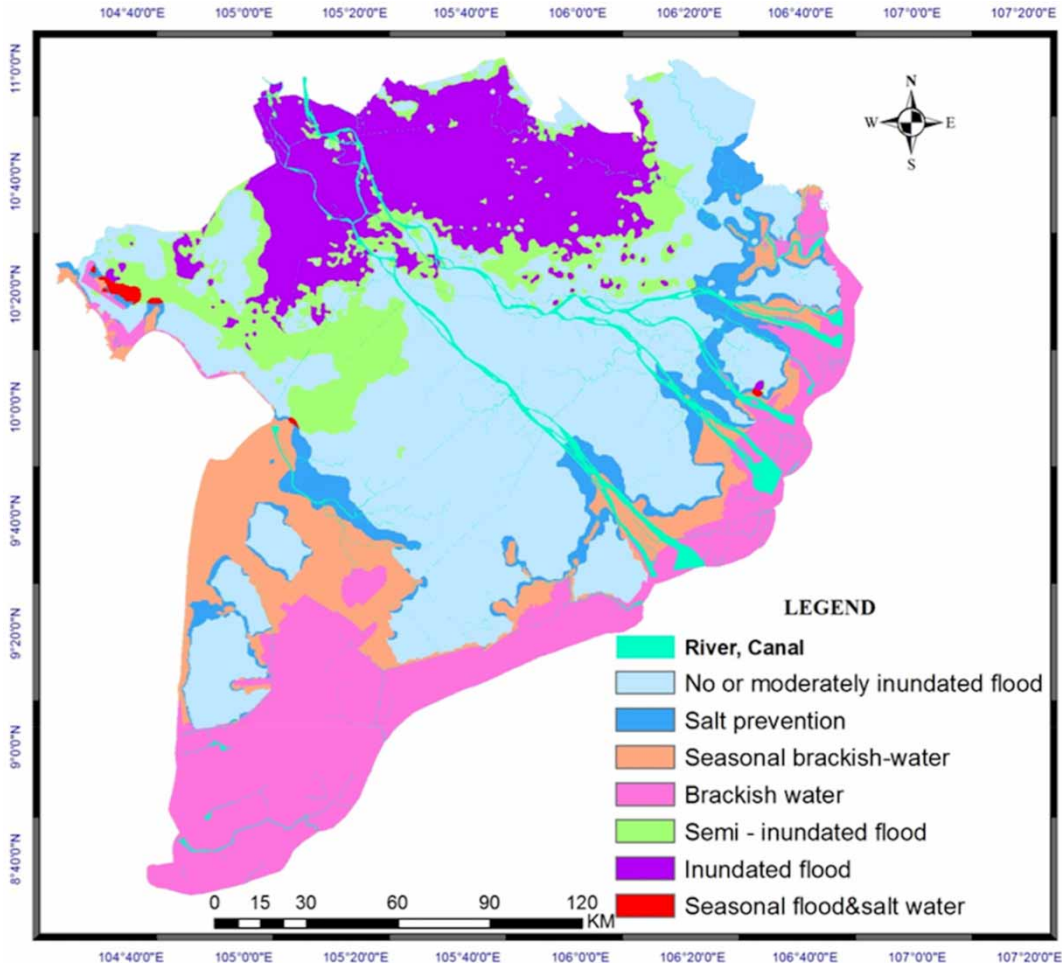 104°40'0"E 105°0'0"E 105°20'0"E 105°40'0"E 106°0'0"E 106°20'0"E 106°40'0"E 107°0'0"E 107°20'0"E
11°0'0"N
10°40'0"N
10°20'0"N
10°0'0"N
9°40'0"N
9°20'0"N
9°0'0"N
8°40'0"N
N
W E
S
LEGEND
River, Canal
No or moderately inundated flood
Salt prevention
Seasonal brackish-water
Brackish water
Semi - inundated flood
Inundated flood
Seasonal flood&salt water
0 15 30 60 90 120
KM
104°40'0"E 105°0'0"E 105°20'0"E 105°40'0"E 106°0'0"E 106°20'0"E 106°40'0"E 107°0'0"E 107°20'0"E